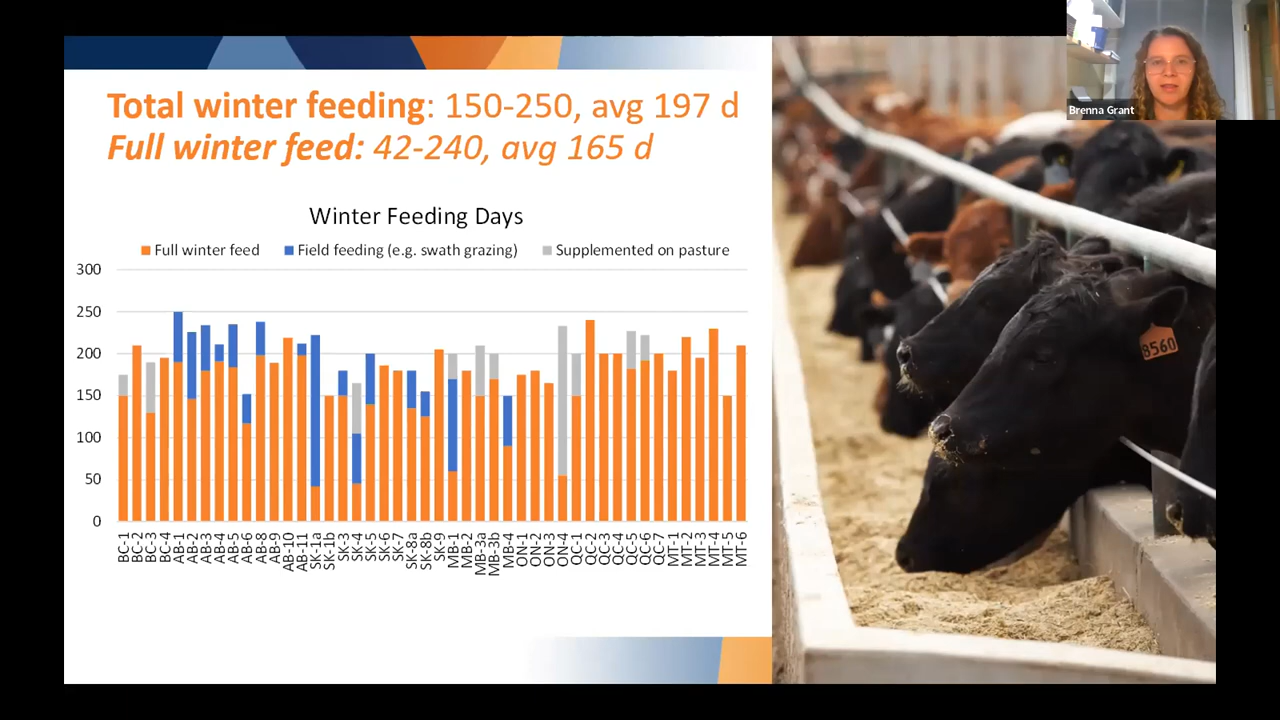 Total winter feeding: 150-250, avg 197 d
Full winter feed: 42-240, avg 165 d
Brenna Grant
Winter Feeding Days
Full winter feed
Field feeding (e.g. swath grazing)
Supplemented on pasture
300
250
200
150
100
50
0
BC-1
BC-2
BC-3
BC-4
AB-1
AB-2
AB-3
AB-4
AB-5
AB-6
AB-8
AB-9
AB-10
AB-11
SK-1a
SK-1b
SK-3
SK-4
SK-5
SK-6
SK-7
SK-8a
SK-8b
SK-9
MB-1
MB-2
MB-3a
MB-3b
MB-4
ON-1
ON-2
ON-3
ON-4
QC-1
QC-2
QC-3
QC-4
QC-5
QC-6
QC-7
MT-1
MT-2
MT-3
MT-4
MT-5
MT-6
8560